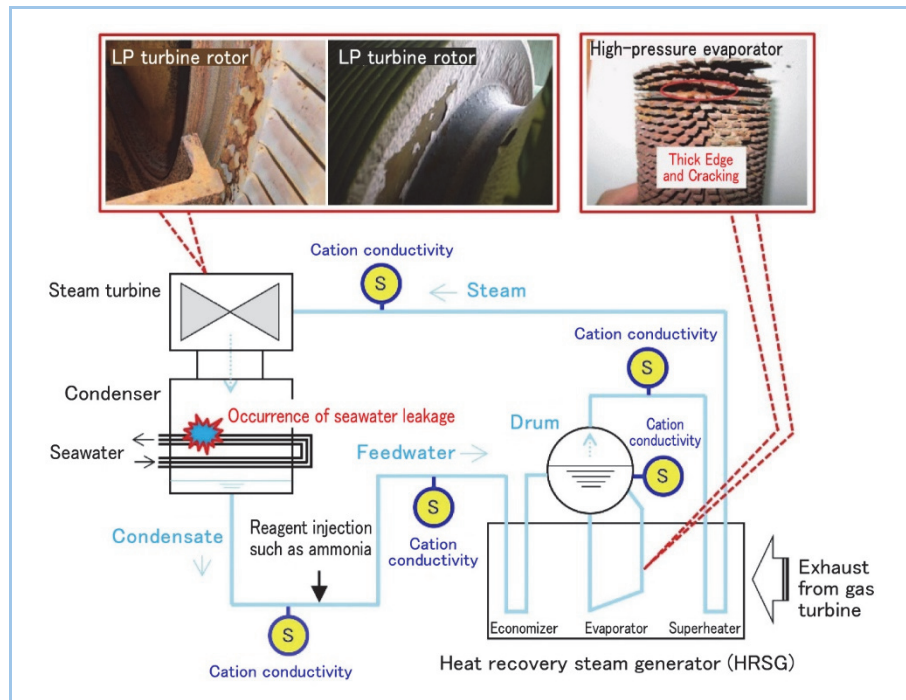 LP turbine rotor
LP turbine rotor
High-pressure evaporator
Thick Edge
and Cracking
Cation conductivity
S
Steam turbine
Steam
Cation conductivity
S
Condenser
Occurrence of seawater leakage
Drum
Cation
conductivity
S
Seawater
Feedwater
S
Condensate
Reagent injection
such as ammonia
Cation
conductivity
Exhaust
from gas
turbine
S
Economizer
Evaporator
Superheater
Cation conductivity
Heat recovery steam generator (HRSG)